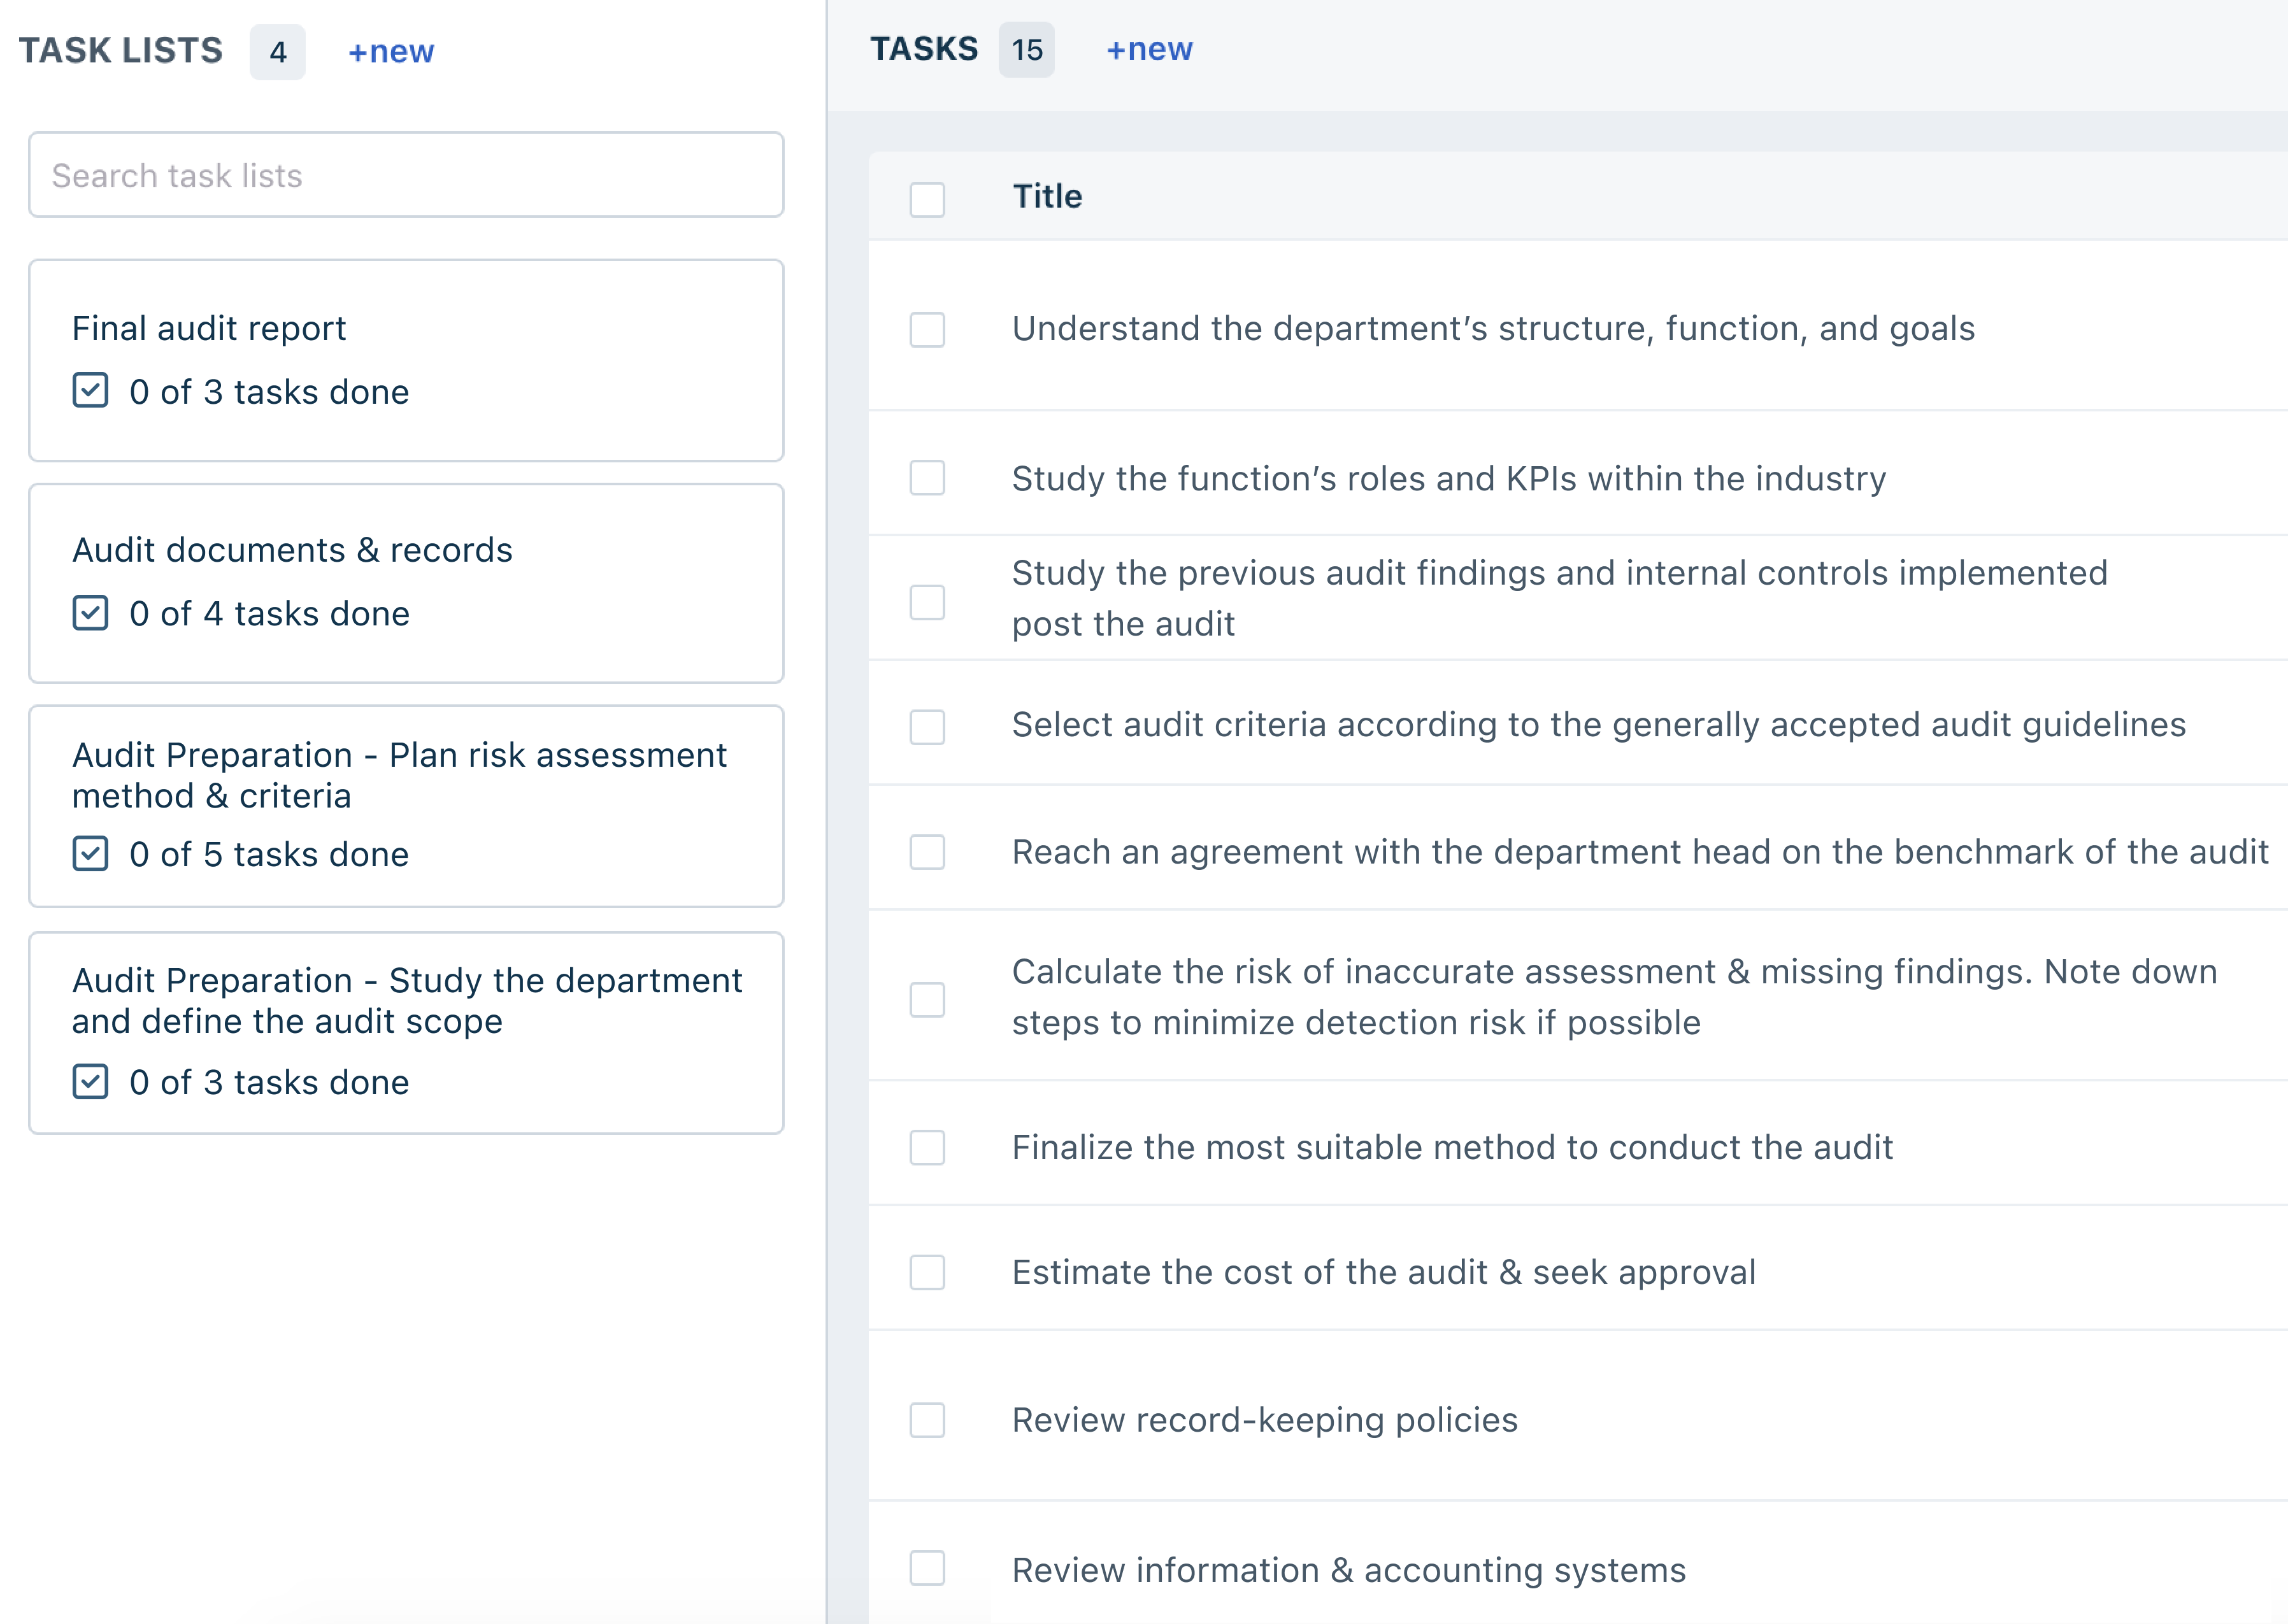 TASK LISTS 4 +new
Search task lists
Final audit report
0 of 3 tasks done
Audit documents & records
0 of 4 tasks done
Audit Preparation - Plan risk assessment
method & criteria
0 of 5 tasks done
Audit Preparation - Study the department
and define the audit scope
0 of 3 tasks done
TASKS 15 +new
Title
Understand the department’s structure, function, and goals
Study the function’s roles and KPIs within the industry
Study the previous audit findings and internal controls implemented
post the audit
Select audit criteria according to the generally accepted audit guidelines
Reach an agreement with the department head on the benchmark of the audit
Calculate the risk of inaccurate assessment & missing findings. Note down
steps to minimize detection risk if possible
Finalize the most suitable method to conduct the audit
Estimate the cost of the audit & seek approval
Review record-keeping policies
Review information & accounting systems